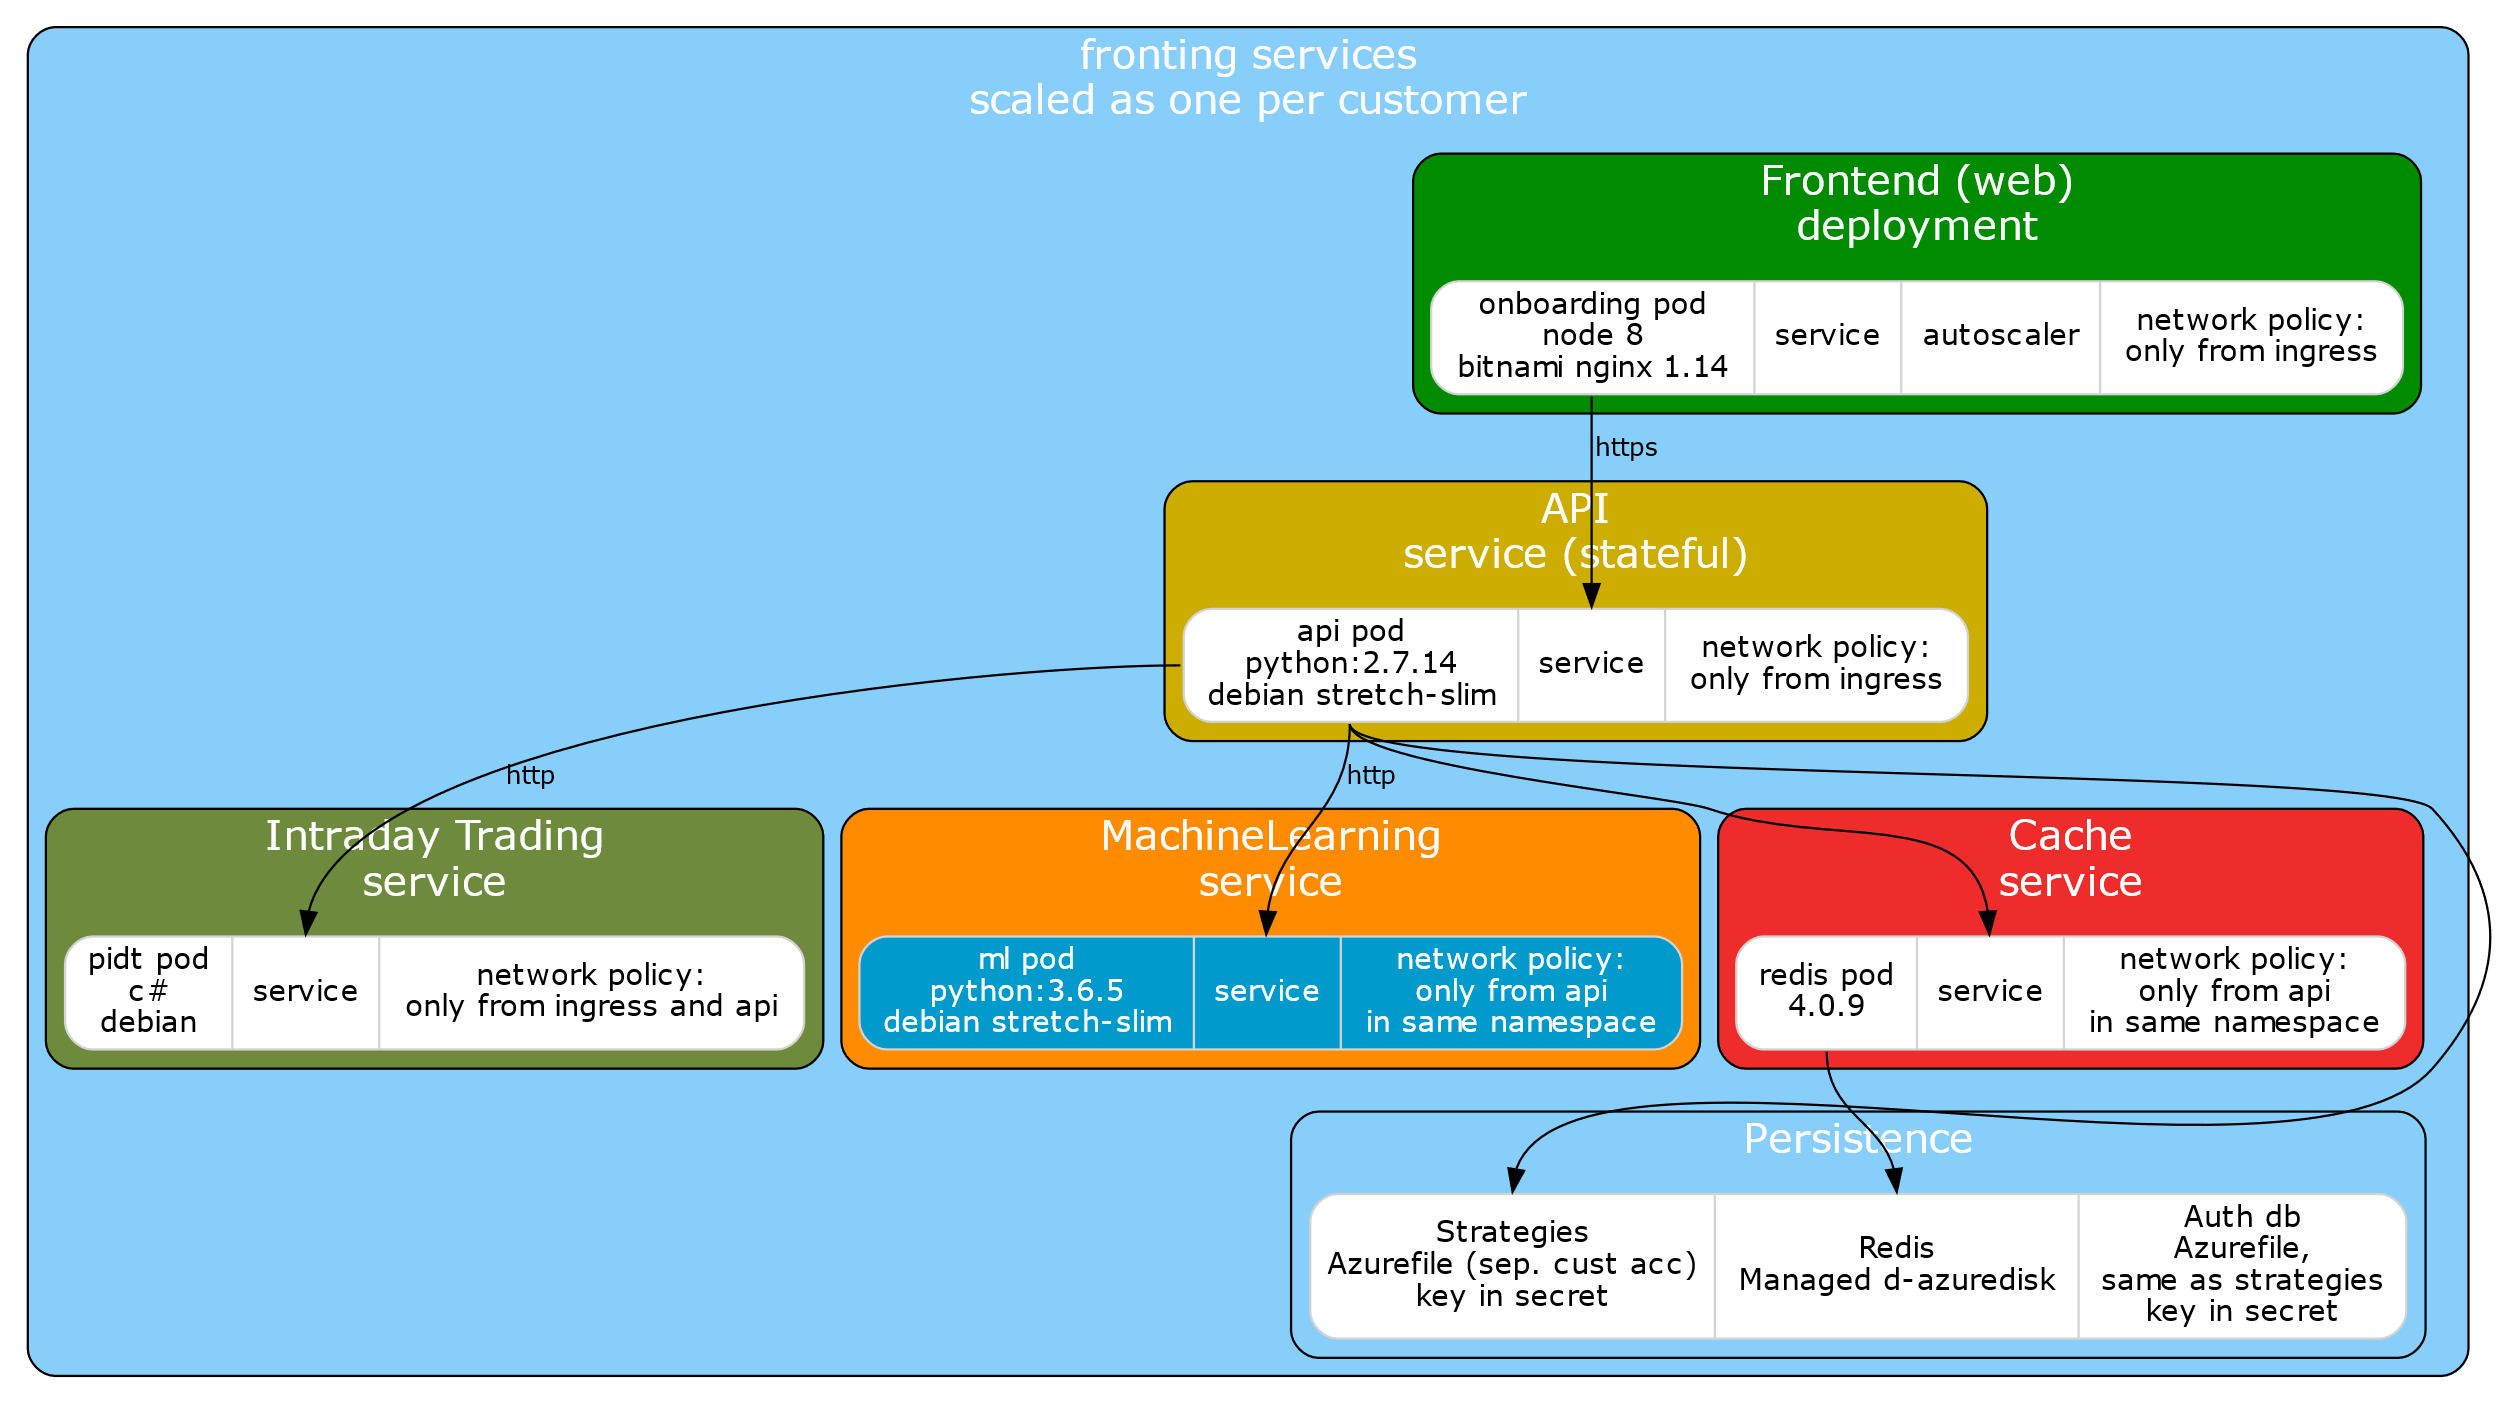 fronting services
scaled as one per customer
Frontend (web)
deployment
onboarding pod
node 8
bitnami nginx 1.14
service
autoscaler
network policy:
only from ingress
https
API
service (stateful)
api pod
python:2.7.14
debian stretch-slim
service
network policy:
only from ingress
http
http
Intraday Trading
service
pidt pod
c#
debian
service
network policy:
only from ingress and api
MachineLearning
service
ml pod
python:3.6.5
debian stretch-slim
service
network policy:
only from api
in same namespace
Cache
service
redis pod
4.0.9
service
network policy:
only from api
in same namespace
Persistence
Strategies
Azurefile (sep. cust acc)
key in secret
Redis
Managed d-azuredisk
Auth db
Azurefile,
same as strategies
key in secret